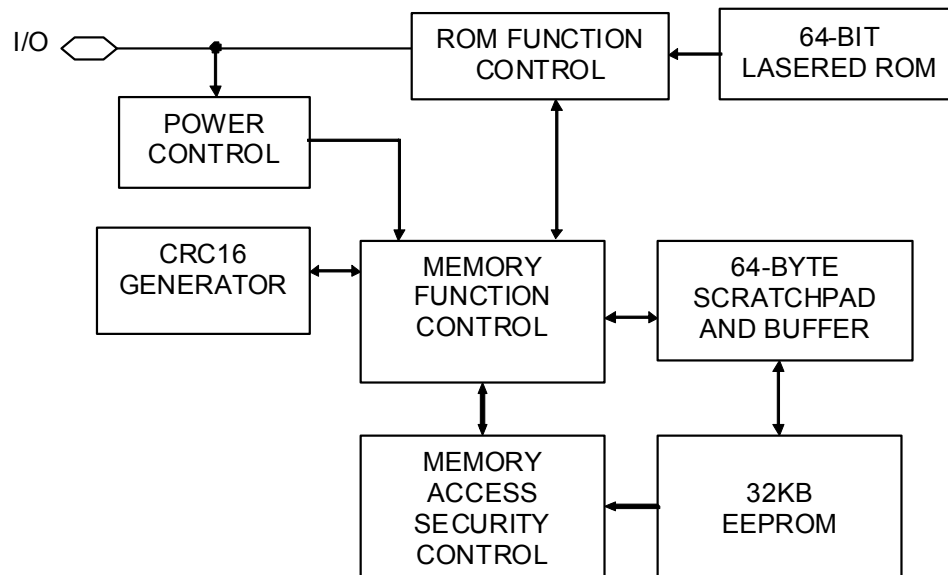 I/O
ROM FUNCTION
CONTROL
64-BIT
LASERED ROM
POWER
CONTROL
CRC16
GENERATOR
MEMORY
FUNCTION
CONTROL
64-BYTE
SCRATCHPAD
AND BUFFER
MEMORY
ACCESS
SECURITY
CONTROL
32KB
EEPROM